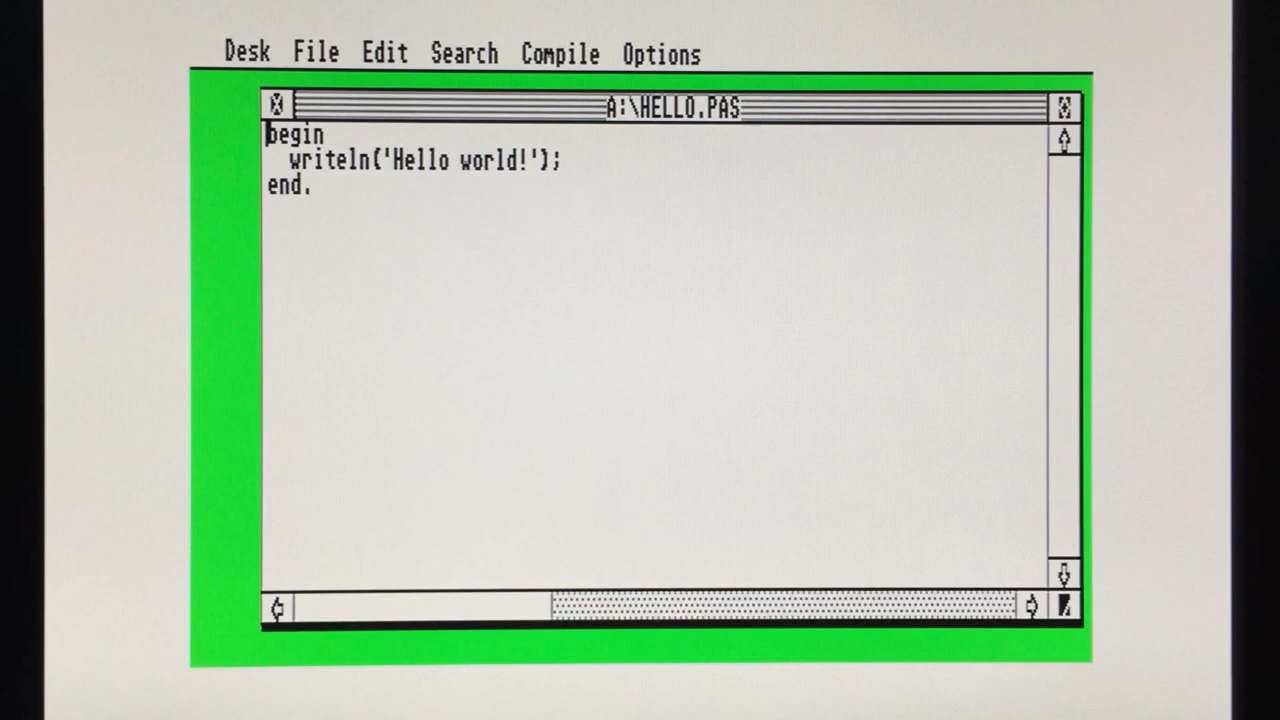 Desk File Edit Search Compile Options
A:\HELLO.PAS
begin
  writeln('Hello world!');
end.